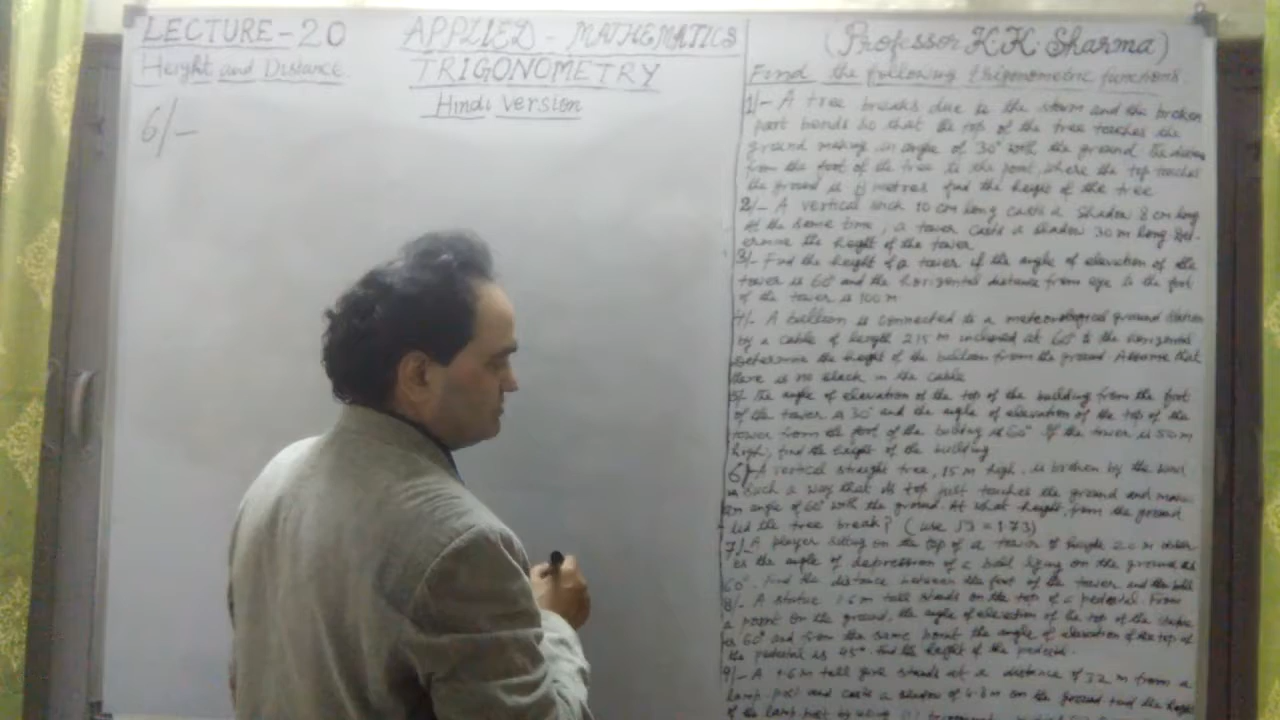 LECTURE-20
Height and Distance
6/-
APPLIED - MATHEMATICS
TRIGONOMETRY
Hindi Version
(Professor K.K. Sharma)
Find the following trigonometric functions.
1/- A tree breaks due to the storm and the broken
part bends so that the top of the tree touches the
ground making an angle of 30° with the ground. The distance
from the foot of the tree to the point, where the top touches
the ground is metres find the height of the tree
2/- A vertical stick 10 cm long casts a shadow 8 cm long
At the same time, a tower casts a shadow 30 m long Det-
ermine the height of the tower
3/- Find the height of a tower if the angle of elevation of the
tower is 60° and the horizontal distance from eye to the foot
of the tower is 100 m
4/- A balloon is connected to a meteorological ground station
by a cable of length 215 m inclined at 60° to the horizontal
determine the height of the balloon from the ground. Assume that
there is no slack in the cable
5/- The angle of elevation of the top of the building from the foot
of the tower is 30° and the angle of elevation of the top of the
tower from the foot of the building is 60° If the tower is 50 m
high, find the height of the building
6/- A vertical straight tree, 15 m high, is broken by the wind
in such a way that its top just touches the ground and makes
an angle of 60° with the ground. At what height from the ground
did the tree break? (use √3 = 1.73)
7/- A player sitting on the top of a tower of height 20 m obser
es the angle of depression of a ball lying on the ground as
60°. Find the distance between the foot of the tower and the ball
8/- A statue 1.6 m tall stands on the top of a pedestal. From
a point on the ground, the angle of elevation of the top of the statue
is 60° and from the same point the angle of elevation of the top of
the pedestal is 45°. Find the height of the pedestal.
9/- A 1.6 m tall girl stands at a distance of 3.2 m from a
lamp-post and casts a shadow of 4.8 m on the ground find the height
of the lamp post by using